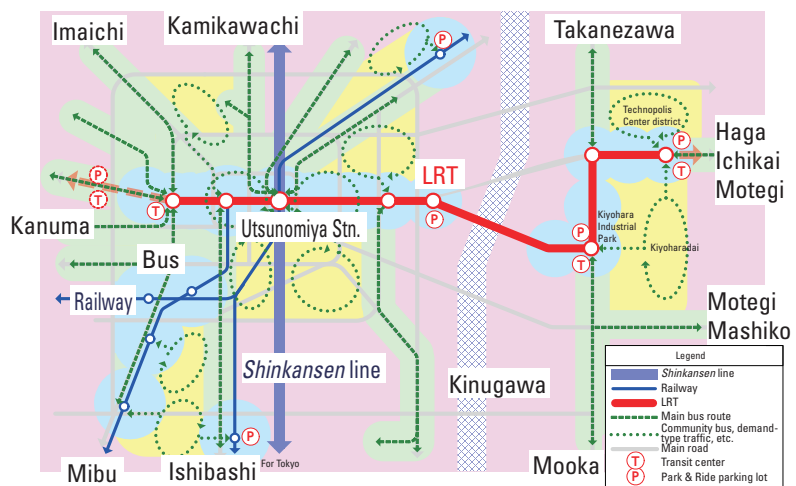 Imaichi
Kamikawachi
P
Takanezawa
Technopolis
Center district
P
Haga
Ichikai
Motegi
T
P
T
LRT
T
P
Kanuma
Utsunomiya Stn.
Kiyohara
Industrial
Park
P
T
Kiyoharadai
Bus
Railway
Motegi
Mashiko
Shinkansen line
Kinugawa
P
Mibu
Ishibashi
For Tokyo
Mooka
Legend
Shinkansen line
Railway
LRT
Main bus route
Community bus, demand-
type traffic, etc.
Main road
T Transit center
P Park & Ride parking lot